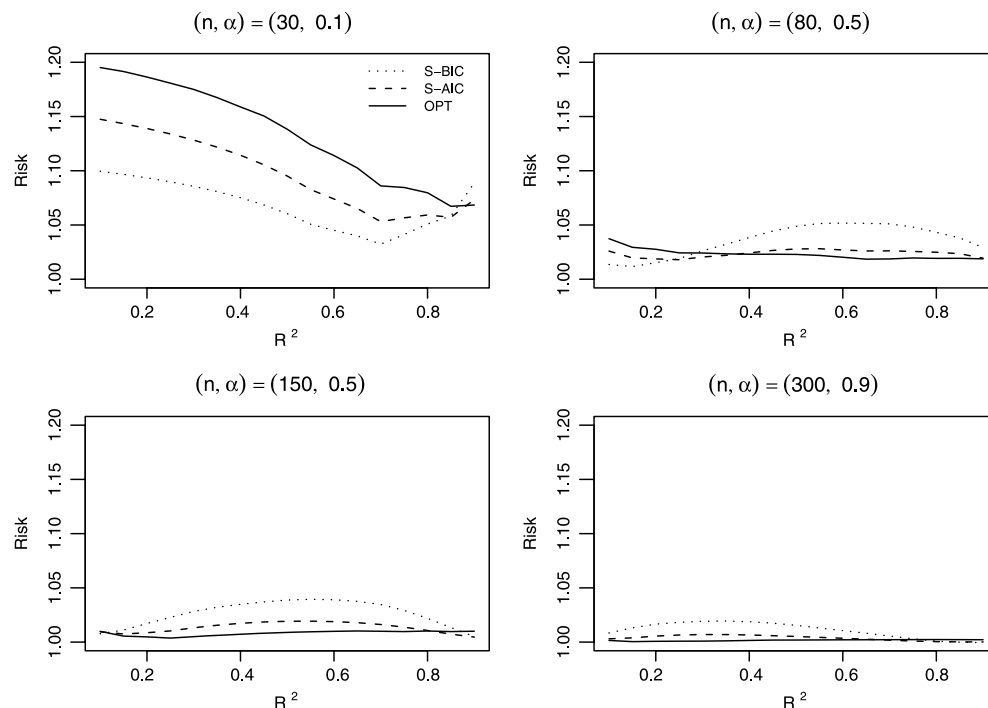 (n, α) = (30, 0.1)
1.20
1.15
1.10
1.05
1.00
Risk
S−BIC
S−AIC
OPT
0.2 0.4 0.6 0.8
R 2
(n, α) = (80, 0.5)
1.20
1.15
1.10
1.05
1.00
Risk
0.2 0.4 0.6 0.8
R 2
(n, α) = (150, 0.5)
1.20
1.15
1.10
1.05
1.00
Risk
0.2 0.4 0.6 0.8
R 2
(n, α) = (300, 0.9)
1.20
1.15
1.10
1.05
1.00
Risk
0.2 0.4 0.6 0.8
R 2